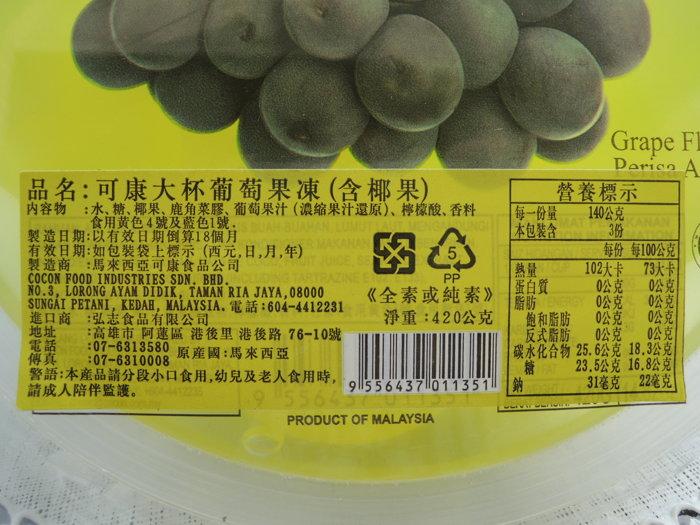 Grape Fl
Perisa A
品名:可康大杯葡萄果凍(含椰果)
內容物 :水、糖、椰果、鹿角菜膠、葡萄果汁(濃縮果汁還原)、檸檬酸、香料
食用黃色4號及藍色1號.
製造日期:以有效日期倒算18個月
有效日期:如包裝袋上標示 (西元,日,月,年)
製造商 :馬來西亞可康食品公司
COCON FOOD INDUSTRIES SDN. BHD.
NO.3, LORONG AYAM DIDIK, TAMAN RIA JAYA,08000
SUNGAI PETANI, KEDAH, MALAYSIA.電話:604-4412231
進口商 :弘志食品有限公司
地址 :高雄市 阿蓮區 港後里 港後路 76-10號
電話 :07-6313580
傳真 :07-6310008
原產國:馬來西亞
警語:本產品請分段小口食用,幼兒及老人食用時,
請成人陪伴監護。
5
PP
《全素或純素》
淨重:420公克
9 556437 011351
營養標示
每一份量 140公克
本包裝含 3份
每份 每100公克
熱量 102大卡 73大卡
蛋白質 0公克 0公克
脂肪 0公克 0公克
飽和脂肪 0公克 0公克
反式脂肪 0公克 0公克
碳水化合物 25.6公克 18.3公克
糖 23.5公克 16.8公克
鈉 31毫克 22毫克
PRODUCT OF MALAYSIA